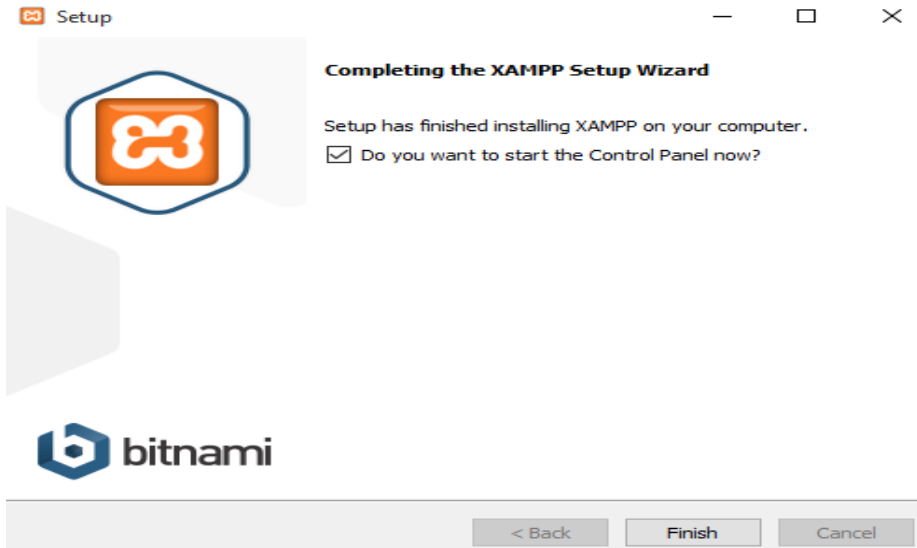 Setup
Completing the XAMPP Setup Wizard
Setup has finished installing XAMPP on your computer.
Do you want to start the Control Panel now?
bitnami
< Back
Finish
Cancel